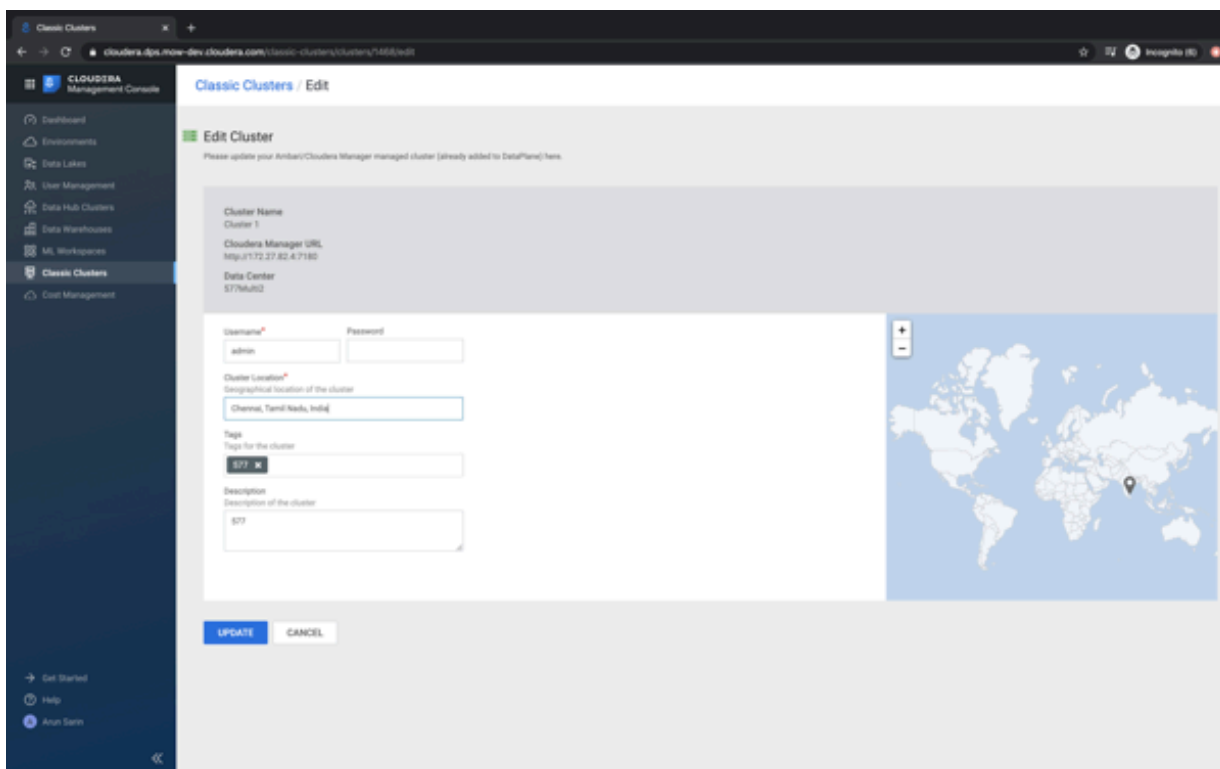 Classic Clusters
cloudera.dps.mow-dev.cloudera.com/classic-clusters/clusters/1468/edit
Incognito (6)
CLOUDERA
Management Console
Dashboard
Environments
Data Lakes
User Management
Data Hub Clusters
Data Warehouses
ML Workspaces
Classic Clusters
Cost Management
Get Started
Help
A Arun Sarin
Classic Clusters / Edit
Edit Cluster
Please update your Ambari/Cloudera Manager managed cluster (already added to DataPlane) here.
Cluster Name
Cluster 1
Cloudera Manager URL
http://172.27.82.4:7180
Data Center
577Multi2
Username* Password
admin
Cluster Location*
Geographical location of the cluster
Chennai, Tamil Nadu, India
Tags
Tags for the cluster
577
Description
Description of the cluster
577
UPDATE CANCEL